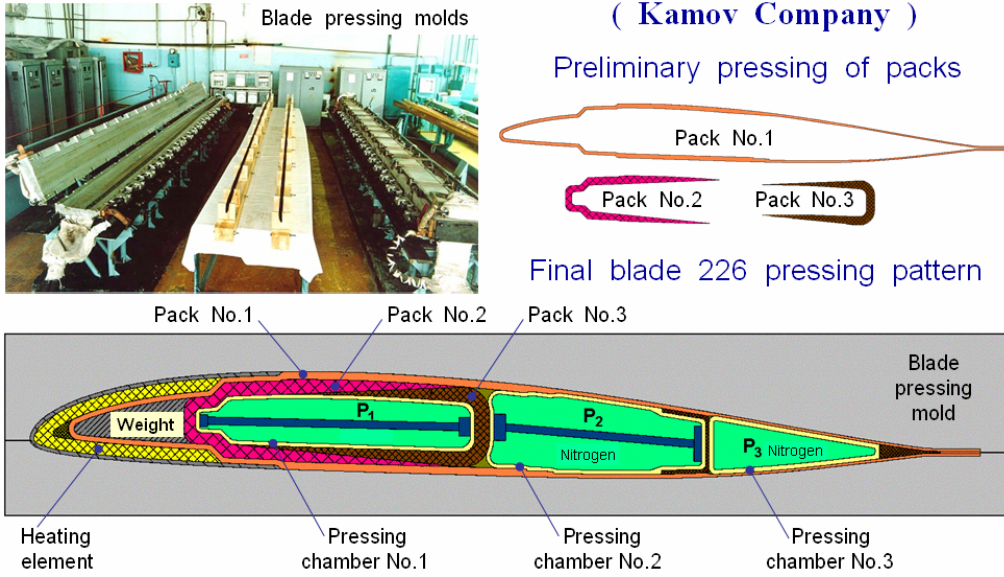 Blade pressing molds
( Kamov Company )
Preliminary pressing of packs
Pack No.1
Pack No.2
Pack No.3
Final blade 226 pressing pattern
Pack No.1
Pack No.2
Pack No.3
Blade
pressing
mold
Weight
P1
P2
Nitrogen
P3 Nitrogen
Heating
element
Pressing
chamber No.1
Pressing
chamber No.2
Pressing
chamber No.3